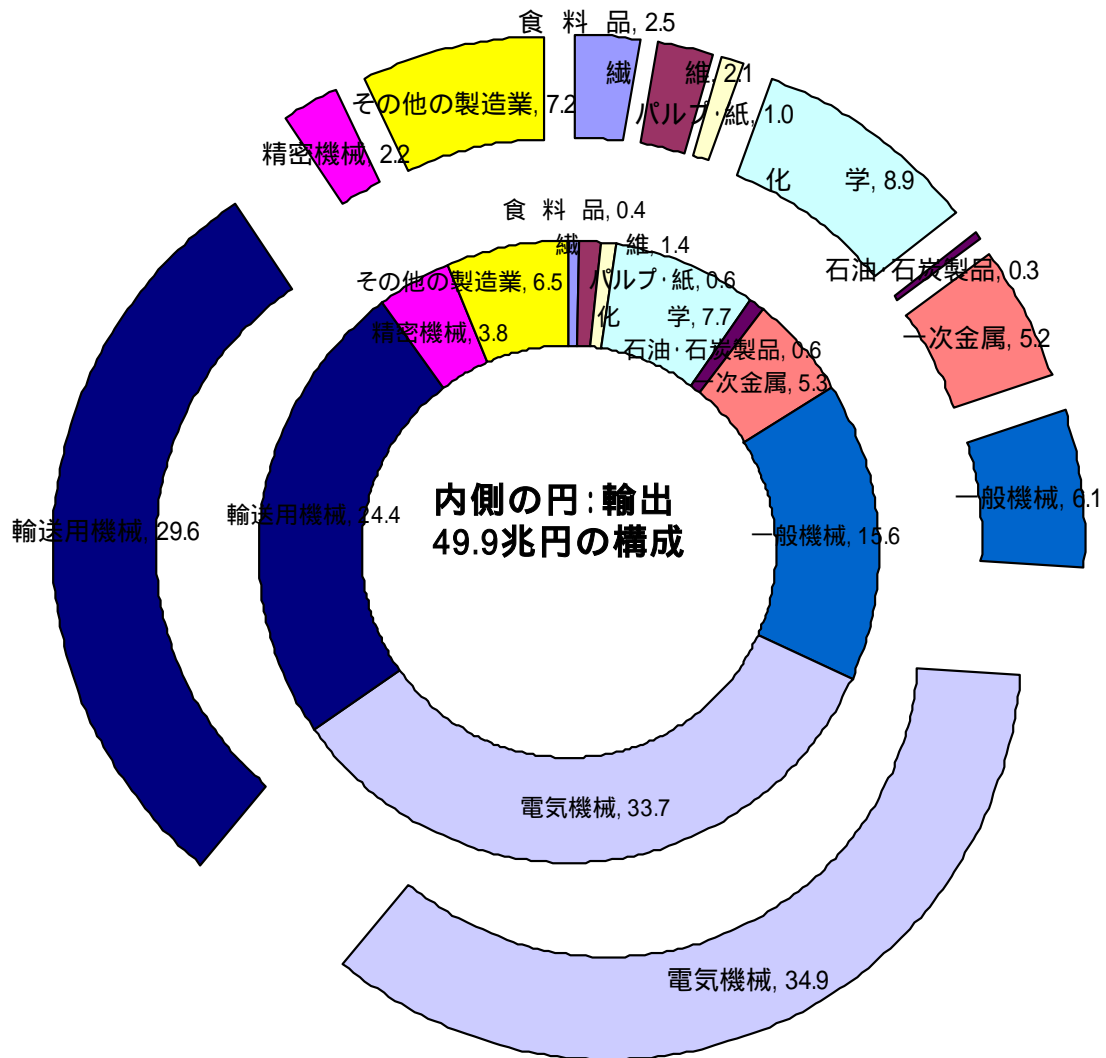 食 料 品, 2.5
繊 維, 2.1
パルプ・紙, 1.0
化 学, 8.9
石油・石炭製品, 0.3
一次金属, 5.2
一般機械, 6.1
電気機械, 34.9
輸送用機械, 29.6
精密機械, 2.2
その他の製造業, 7.2
食 料 品, 0.4
繊 維, 1.4
パルプ・紙, 0.6
化 学, 7.7
石油・石炭製品, 0.6
一次金属, 5.3
一般機械, 15.6
電気機械, 33.7
輸送用機械, 24.4
精密機械, 3.8
その他の製造業, 6.5
内側の円:輸出
49.9兆円の構成